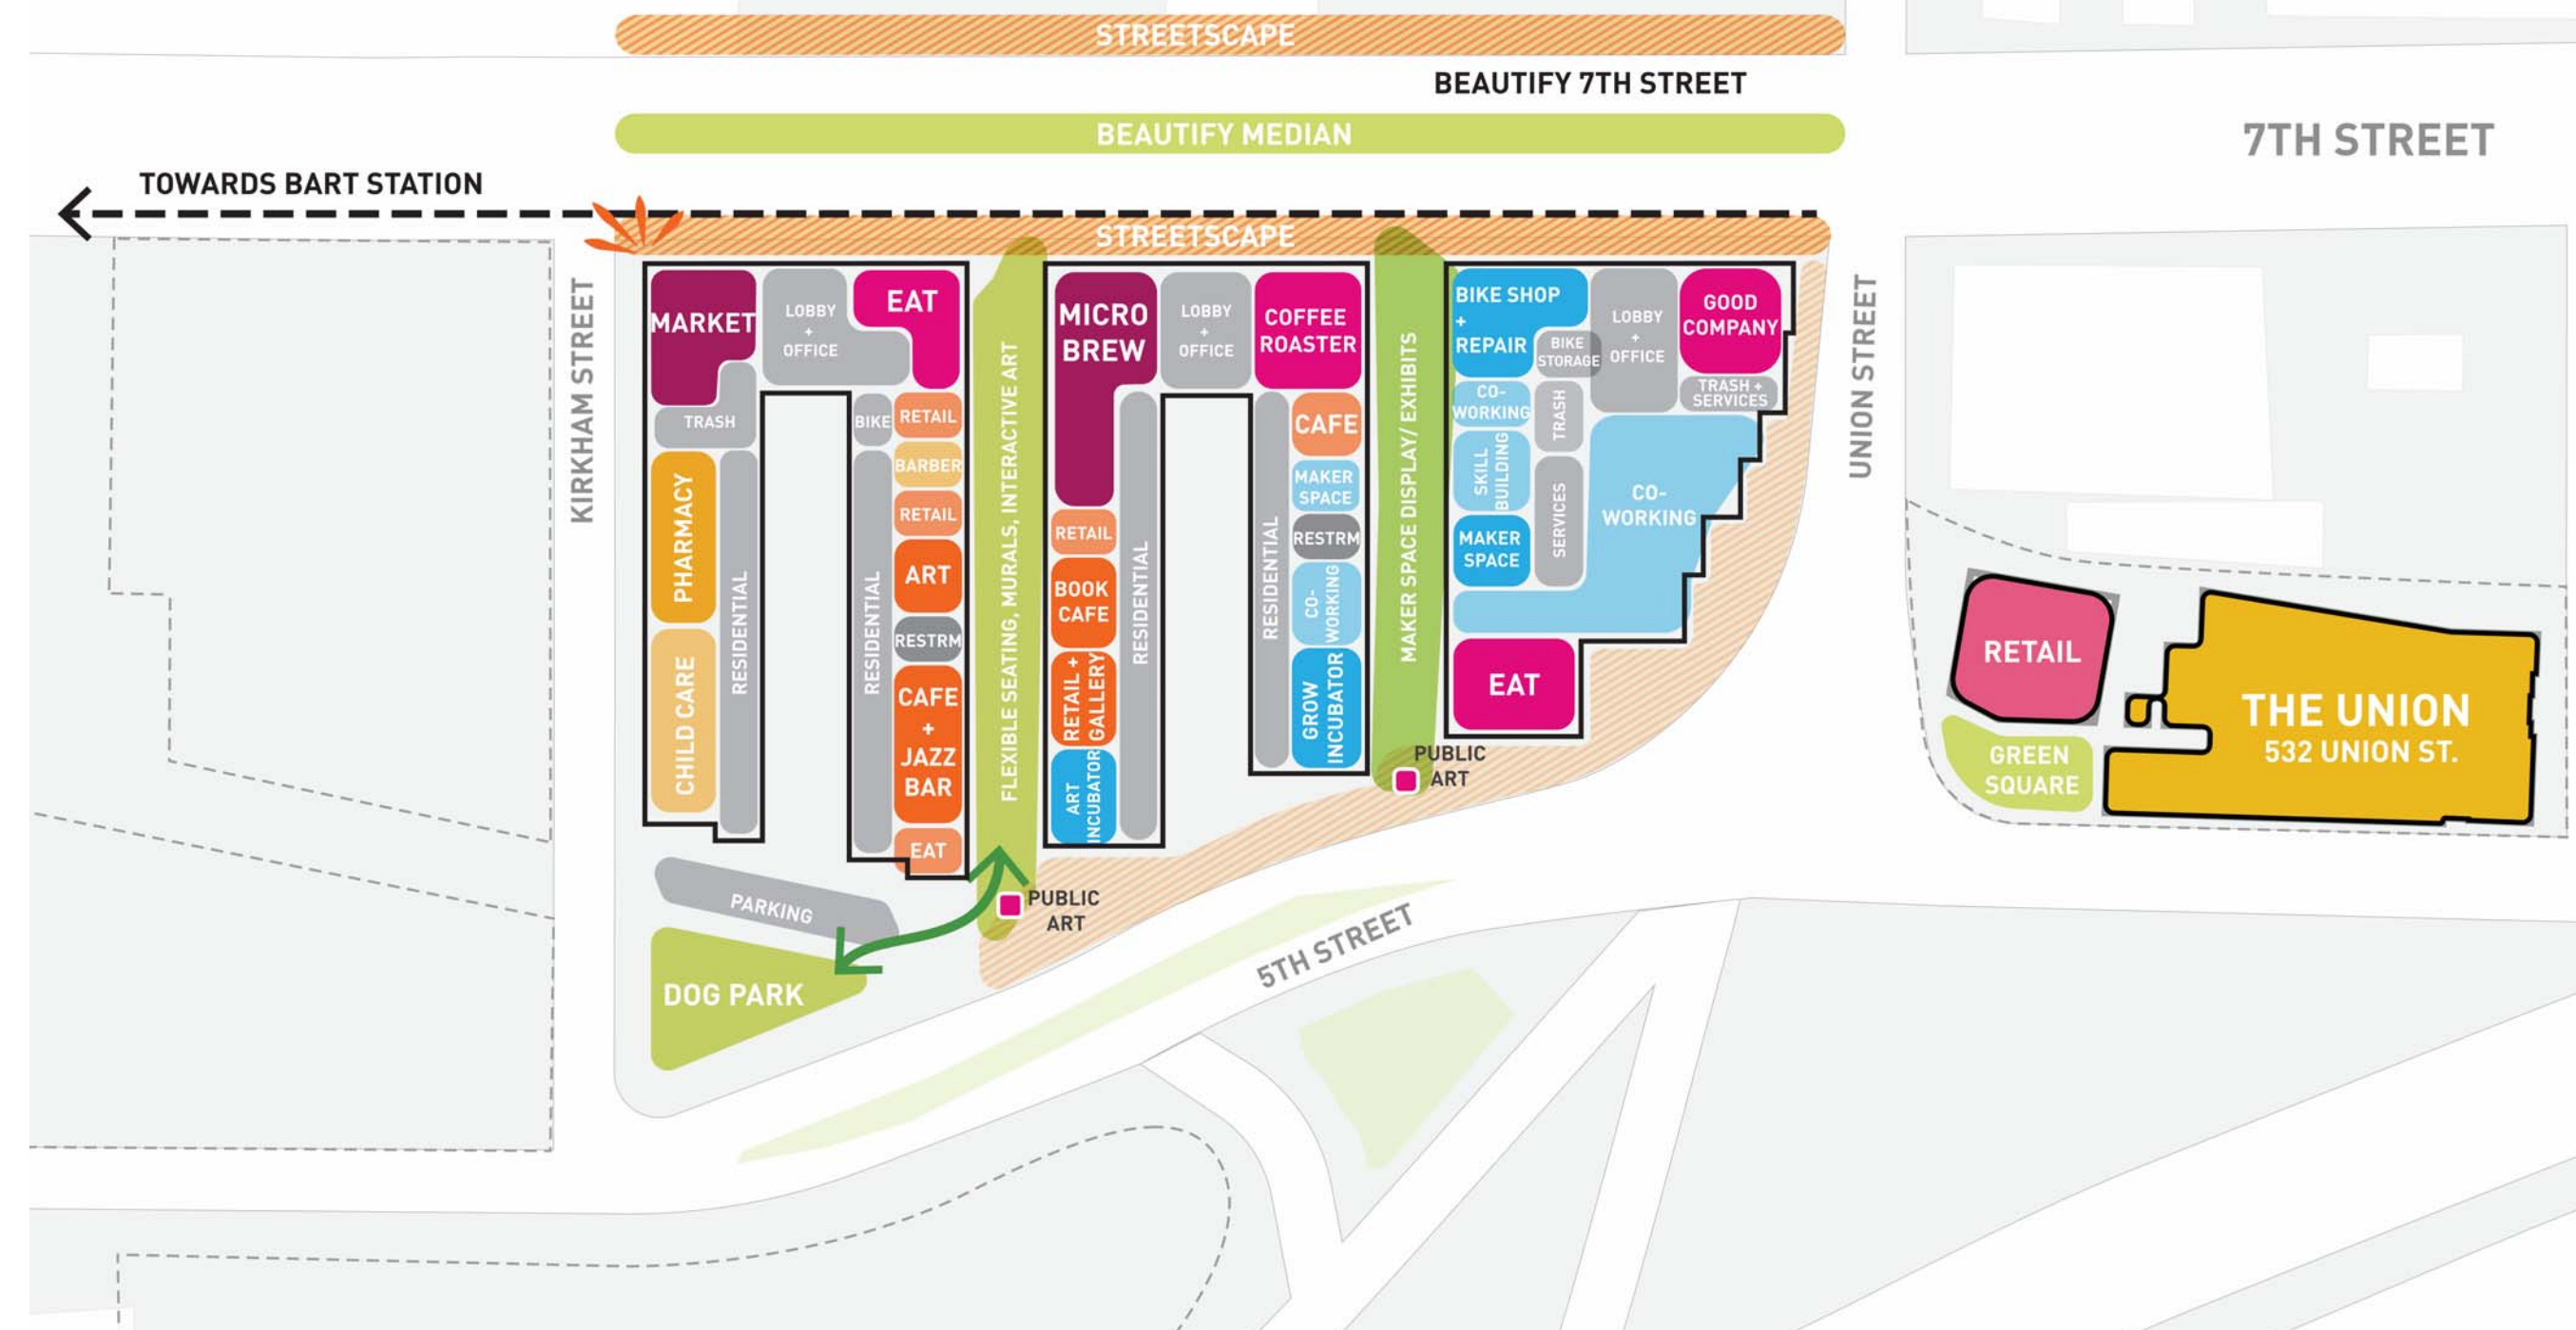 STREETSCAPE
BEAUTIFY 7TH STREET
BEAUTIFY MEDIAN
7TH STREET
TOWARDS BART STATION
STREETSCAPE
KIRKHAM STREET
MARKET
LOBBY
+
OFFICE
EAT
TRASH
BIKE
RETAIL
BARBER
RETAIL
PHARMACY
ART
RESTRM
CHILD CARE
RESIDENTIAL
RESIDENTIAL
CAFE
+
JAZZ
BAR
EAT
PARKING
DOG PARK
FLEXIBLE SEATING, MURALS, INTERACTIVE ART
PUBLIC
ART
MICRO
BREW
LOBBY
+
OFFICE
COFFEE
ROASTER
CAFE
MAKER
SPACE
RETAIL
RESTRM
BOOK
CAFE
RESIDENTIAL
RESIDENTIAL
CO-
WORKING
RETAIL +
GALLERY
GROW
INCUBATOR
ART
INCUBATOR
MAKER SPACE DISPLAY/ EXHIBITS
PUBLIC
ART
BIKE SHOP
+
REPAIR
BIKE
STORAGE
LOBBY
+
OFFICE
GOOD
COMPANY
TRASH +
SERVICES
CO-
WORKING
TRASH
SKILL
BUILDING
SERVICES
CO-
WORKING
MAKER
SPACE
EAT
UNION STREET
5TH STREET
RETAIL
GREEN
SQUARE
THE UNION
532 UNION ST.